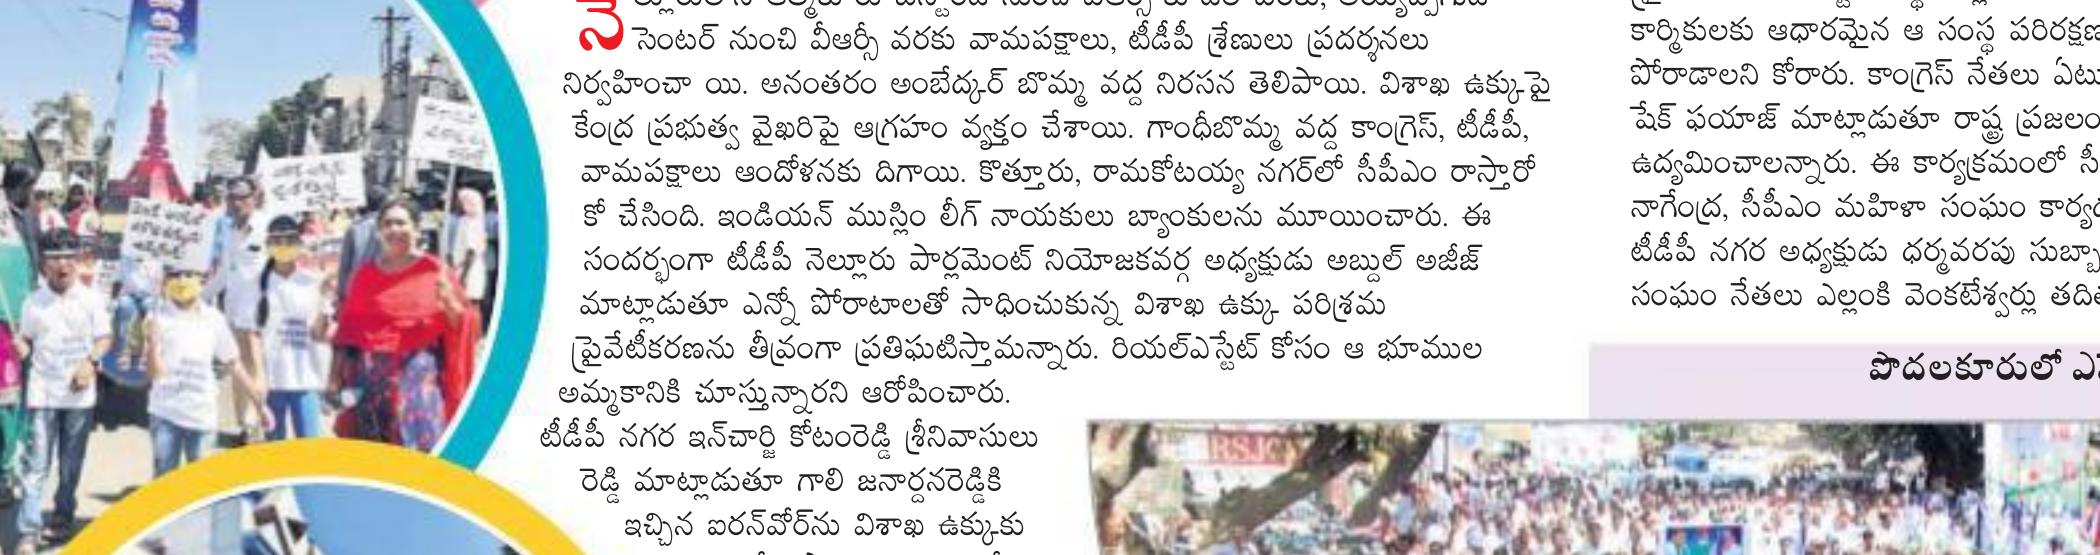 నె
సెంటర్ నుంచి వీఆర్సీ వరకు వామపక్షాలు, టీడీపీ శ్రేణులు ప్రదర్శనలు
నిర్వహించా యి. అనంతరం అంబేద్కర్ బొమ్మ వద్ద నిరసన తెలిపాయి. విశాఖ ఉక్కుపై
కేంద్ర ప్రభుత్వ వైఖరిపై ఆగ్రహం వ్యక్తం చేశాయి. గాంధీబొమ్మ వద్ద కాంగ్రెస్, టీడీపీ,
వామపక్షాలు ఆందోళనకు దిగాయి. కొత్తూరు, రామకోటయ్య నగర్‌లో సీపీఎం రాస్తారో
కో చేసింది. ఇండియన్ ముస్లిం లీగ్ నాయకులు బ్యాంకులను మూయించారు. ఈ
సందర్భంగా టీడీపీ నెల్లూరు పార్లమెంట్ నియోజకవర్గ అధ్యక్షుడు అబ్దుల్ అజీజ్
మాట్లాడుతూ ఎన్నో పోరాటాలతో సాధించుకున్న విశాఖ ఉక్కు పరిశ్రమ
ప్రైవేటీకరణను తీవ్రంగా ప్రతిఘటిస్తామన్నారు. రియల్ఎస్టేట్ కోసం ఆ భూముల
అమ్మకానికి చూస్తున్నారని ఆరోపించారు.
టీడీపీ నగర ఇన్‌చార్జి కోటంరెడ్డి శ్రీనివాసులు
రెడ్డి మాట్లాడుతూ గాలి జనార్దనరెడ్డికి
ఇచ్చిన ఐరన్‌వోర్‌ను విశాఖ ఉక్కుకు
కార్మికులకు ఆధారమైన ఆ సంస్థ పరిరక్షణ
పోరాడాలని కోరారు. కాంగ్రెస్ నేతలు ఏటు
షేక్ ఫయాజ్ మాట్లాడుతూ రాష్ట్ర ప్రజలం
ఉద్యమించాలన్నారు. ఈ కార్యక్రమంలో సీ
నాగేంద్ర, సీపీఎం మహిళా సంఘం కార్య
టీడీపీ నగర అధ్యక్షుడు ధర్మవరపు సుబ్బా
సంఘం నేతలు ఎల్లంకి వెంకటేశ్వర్లు తది
పొదలకూరులో ఎ